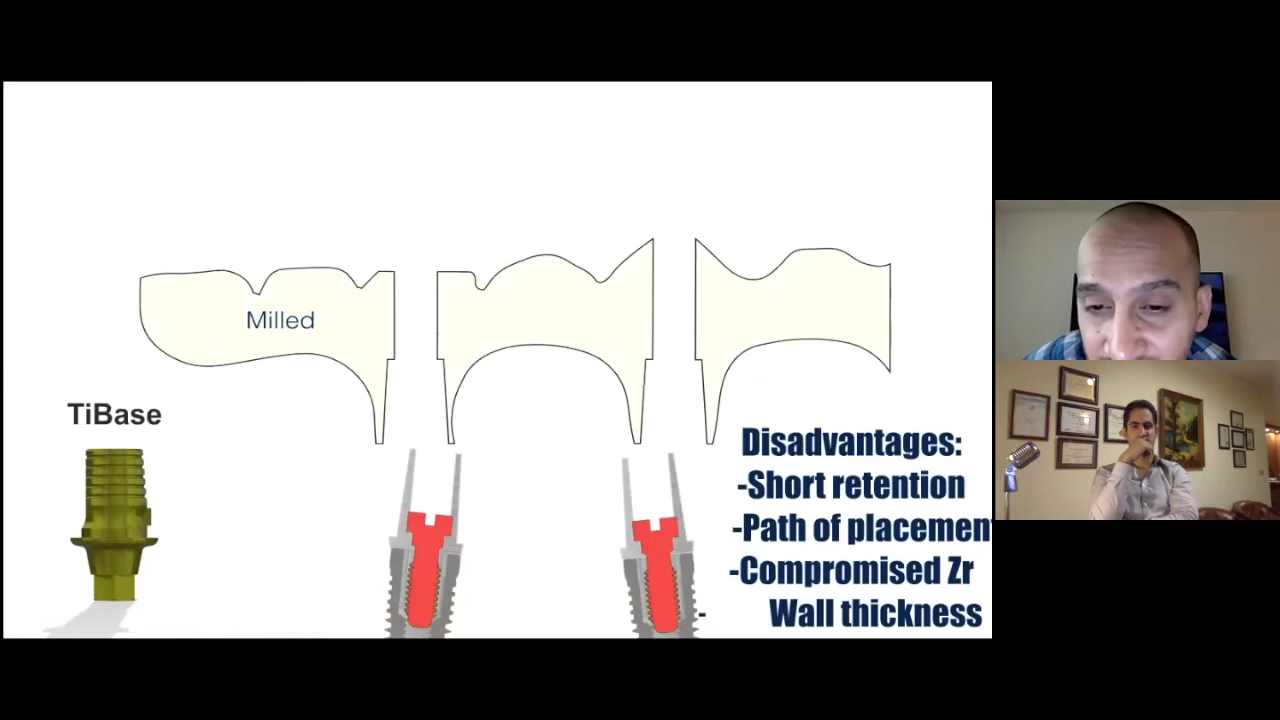 Milled
TiBase
Disadvantages:
-Short retention
-Path of placemen
-Compromised Zr
- Wall thickness